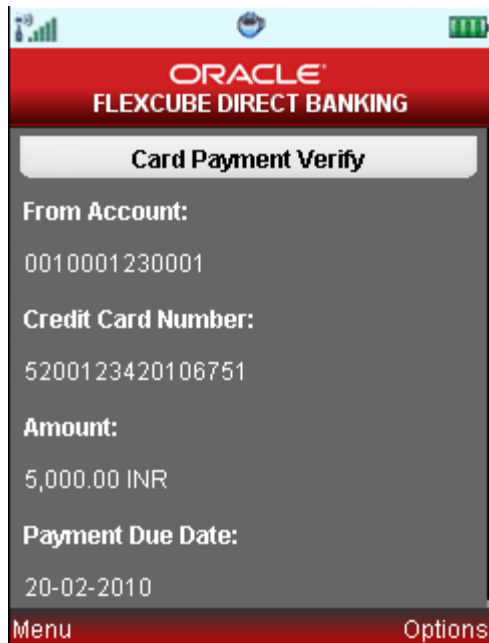 ORACLE
FLEXCUBE DIRECT BANKING
Card Payment Verify
From Account:
0010001230001
Credit Card Number:
5200123420106751
Amount:
5,000.00 INR
Payment Due Date:
20-02-2010
Menu Options